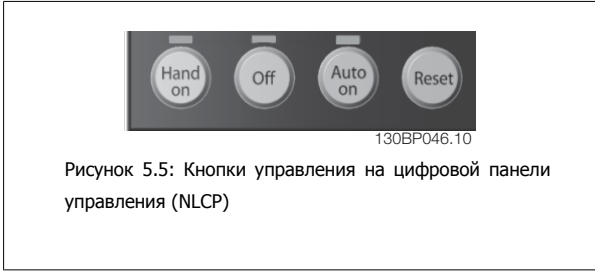 Hand on
Off
Auto on
Reset
130BP046.10
Рисунок 5.5: Кнопки управления на цифровой панели
управления (NLCP)